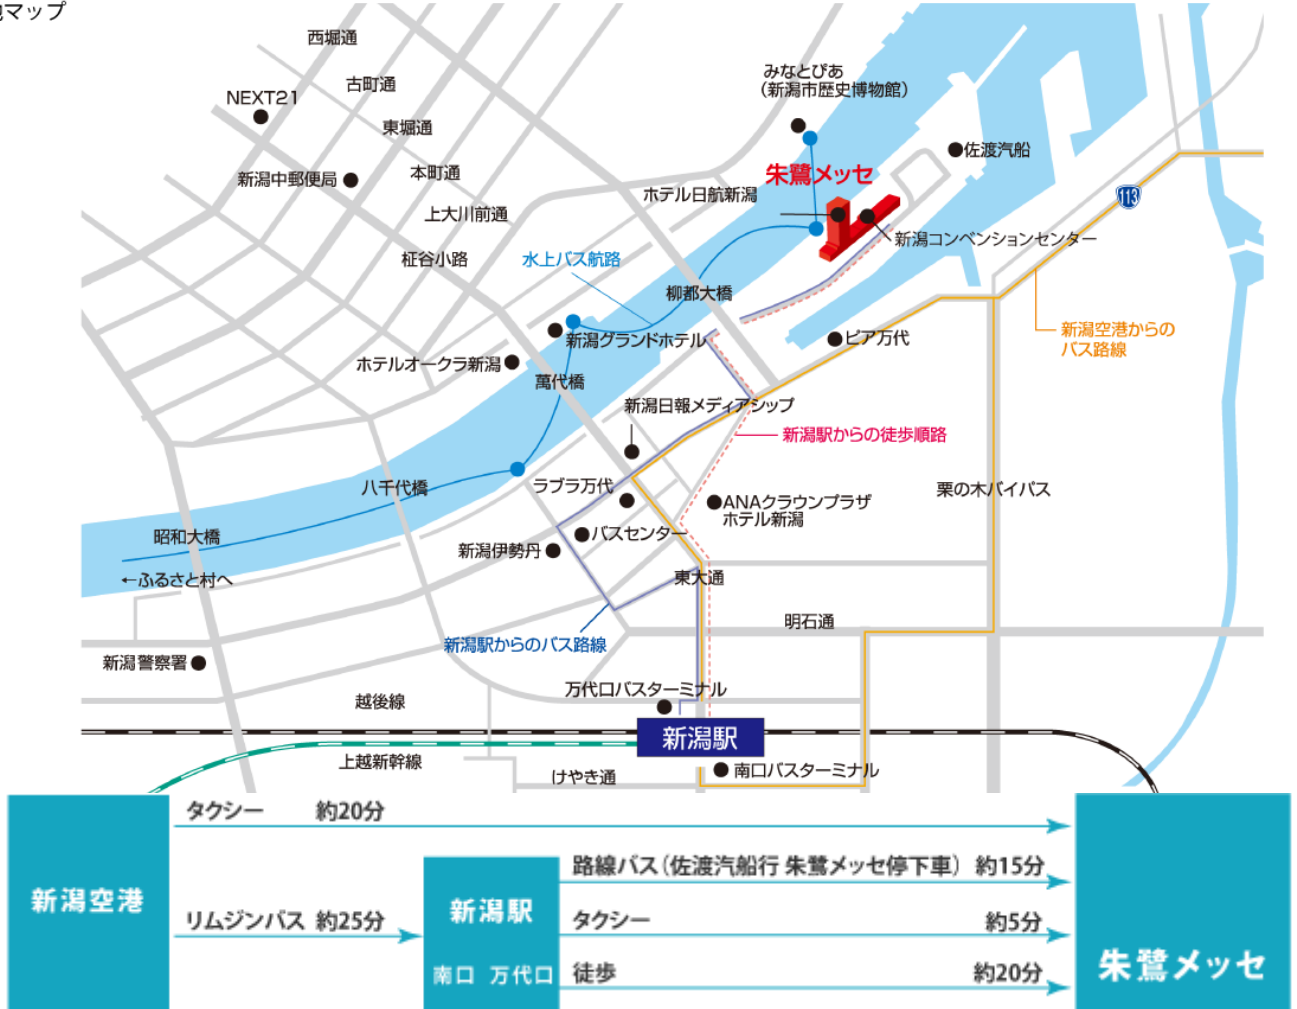 マップ
西堀通
古町通
NEXT21
東堀通
新潟中郵便局
本町通
上大川前通
柾谷小路
みなとぴあ
（新潟市歴史博物館）
佐渡汽船
朱鷺メッセ
ホテル日航新潟
113
新潟コンベンションセンター
水上バス航路
柳都大橋
新潟グランドホテル
ピア万代
新潟空港からの
バス路線
ホテルオークラ新潟
萬代橋
新潟日報メディアシップ
新潟駅からの徒歩順路
八千代橋
ラブラ万代
栗の木バイパス
ANAクラウンプラザ
ホテル新潟
昭和大橋
バスセンター
新潟伊勢丹
←ふるさと村へ
東大通
明石通
新潟駅からのバス路線
新潟警察署
万代口バスターミナル
越後線
新潟駅
上越新幹線
けやき通
南口バスターミナル
タクシー 約20分
路線バス（佐渡汽船行 朱鷺メッセ停下車） 約15分
新潟空港
リムジンバス 約25分
新潟駅
タクシー 約5分
南口 万代口
徒歩 約20分
朱鷺メッセ